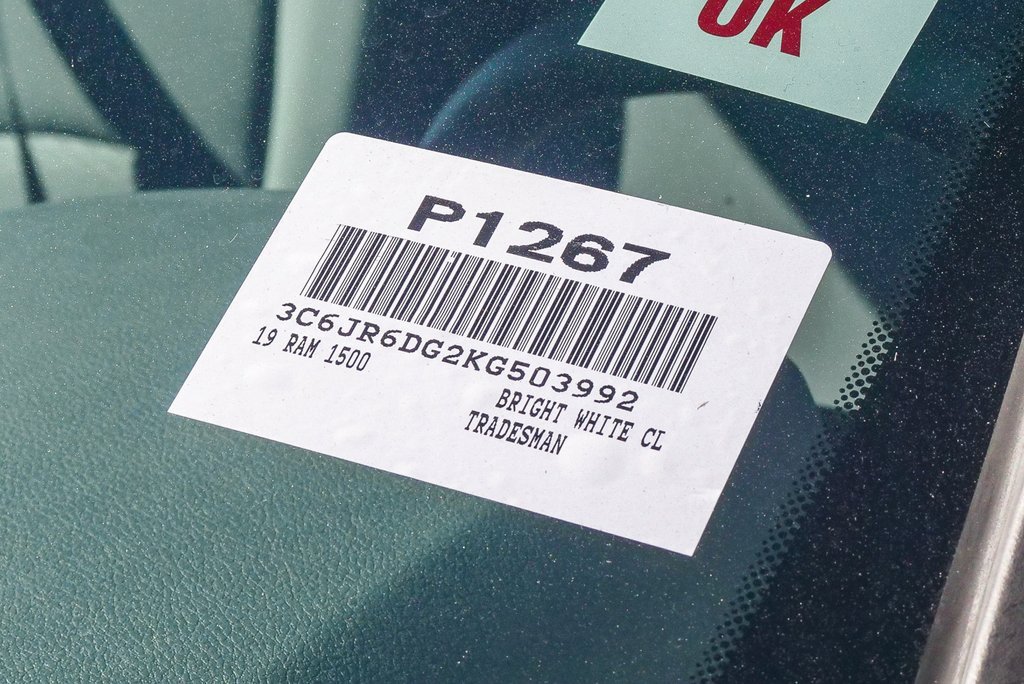 OK
P1267
3C6JR6DG2KG503992
19 RAM 1500
BRIGHT WHITE CL
TRADESMAN